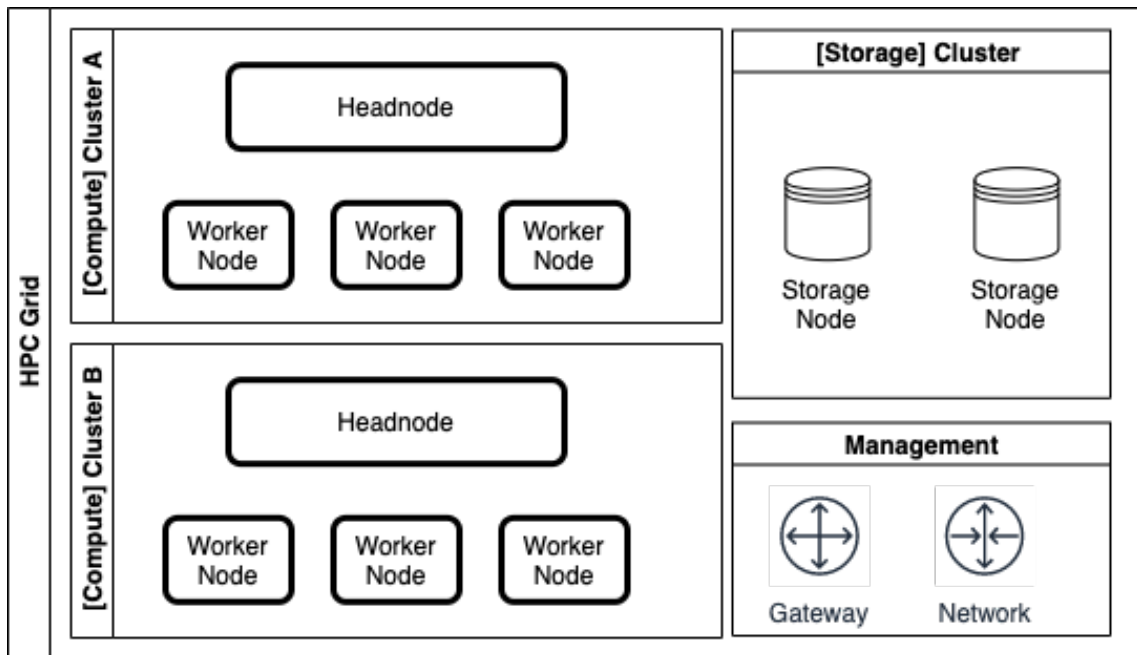 HPC Grid
[Compute] Cluster A
Headnode
Worker
Node
Worker
Node
Worker
Node
[Compute] Cluster B
Headnode
Worker
Node
Worker
Node
Worker
Node
[Storage] Cluster
Storage
Node
Storage
Node
Management
Gateway
Network